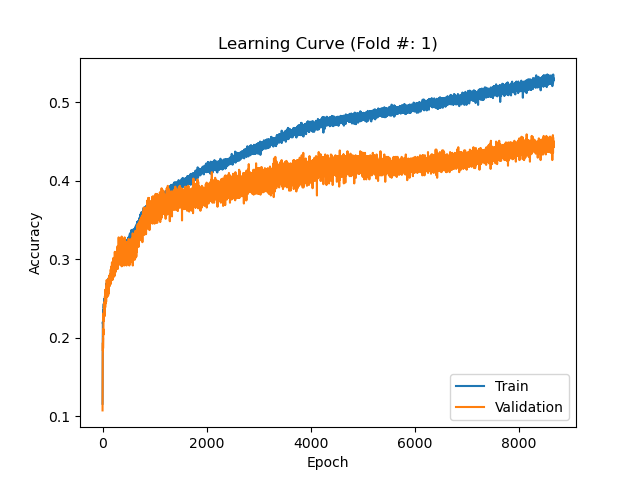 Learning Curve (Fold #: 1)
0.5
0.4
0.3
0.2
0.1
Accuracy
0 2000 4000 6000 8000
Epoch
Train
Validation